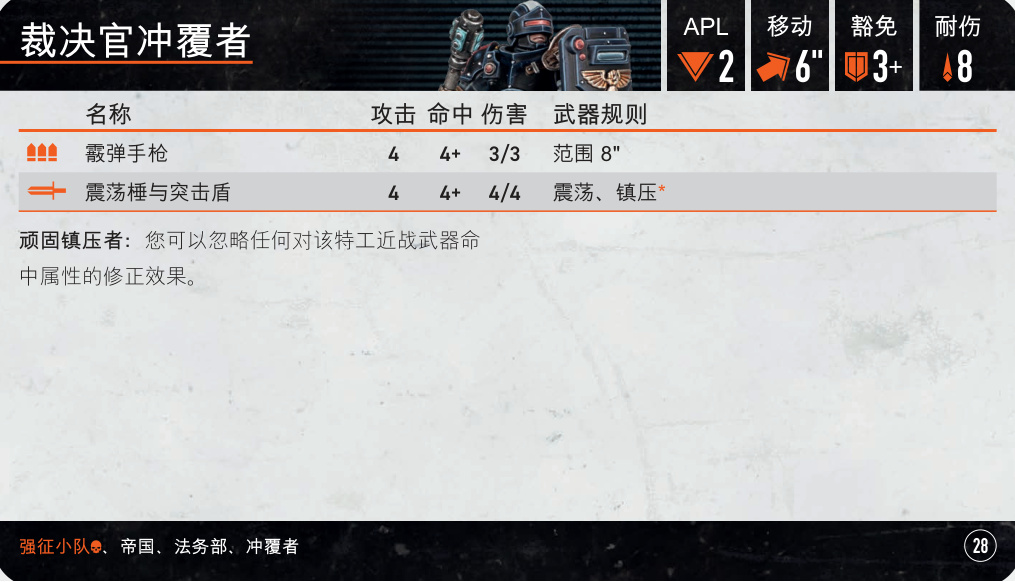 裁决官冲覆者
APL 移动 豁免 耐伤
2 6" 3+ 8
名称 攻击 命中 伤害 武器规则
霰弹手枪 4 4+ 3/3 范围 8"
震荡棰与突击盾 4 4+ 4/4 震荡、镇压*
顽固镇压者：您可以忽略任何对该特工近战武器命
中属性的修正效果。
强征小队、帝国、法务部、冲覆者
28